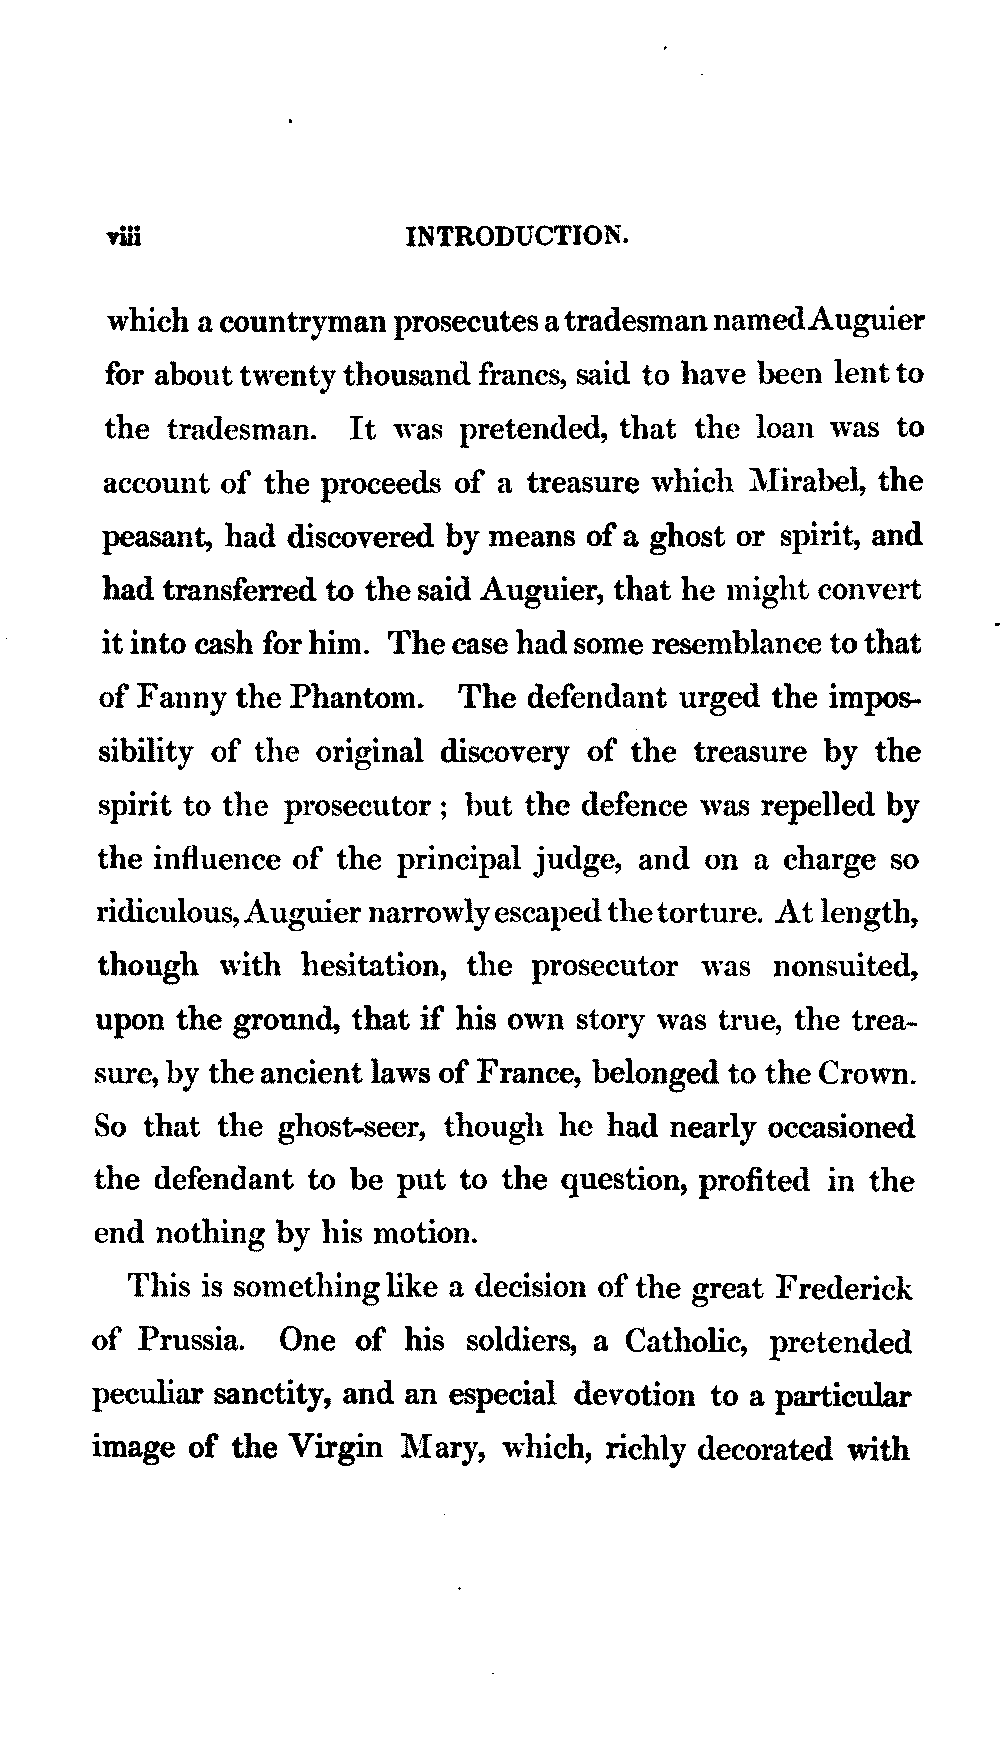 viii INTRODUCTION.
which a countryman prosecutes a tradesman named Auguier
for about twenty thousand francs, said to have been lent to
the tradesman. It was pretended, that the loan was to
account of the proceeds of a treasure which Mirabel, the
peasant, had discovered by means of a ghost or spirit, and
had transferred to the said Auguier, that he might convert
it into cash for him. The case had some resemblance to that
of Fanny the Phantom. The defendant urged the impos-
sibility of the original discovery of the treasure by the
spirit to the prosecutor ; but the defence was repelled by
the influence of the principal judge, and on a charge so
ridiculous, Auguier narrowly escaped the torture. At length,
though with hesitation, the prosecutor was nonsuited,
upon the ground, that if his own story was true, the trea-
sure, by the ancient laws of France, belonged to the Crown.
So that the ghost-seer, though he had nearly occasioned
the defendant to be put to the question, profited in the
end nothing by his motion.
This is something like a decision of the great Frederick
of Prussia. One of his soldiers, a Catholic, pretended
peculiar sanctity, and an especial devotion to a particular
image of the Virgin Mary, which, richly decorated with